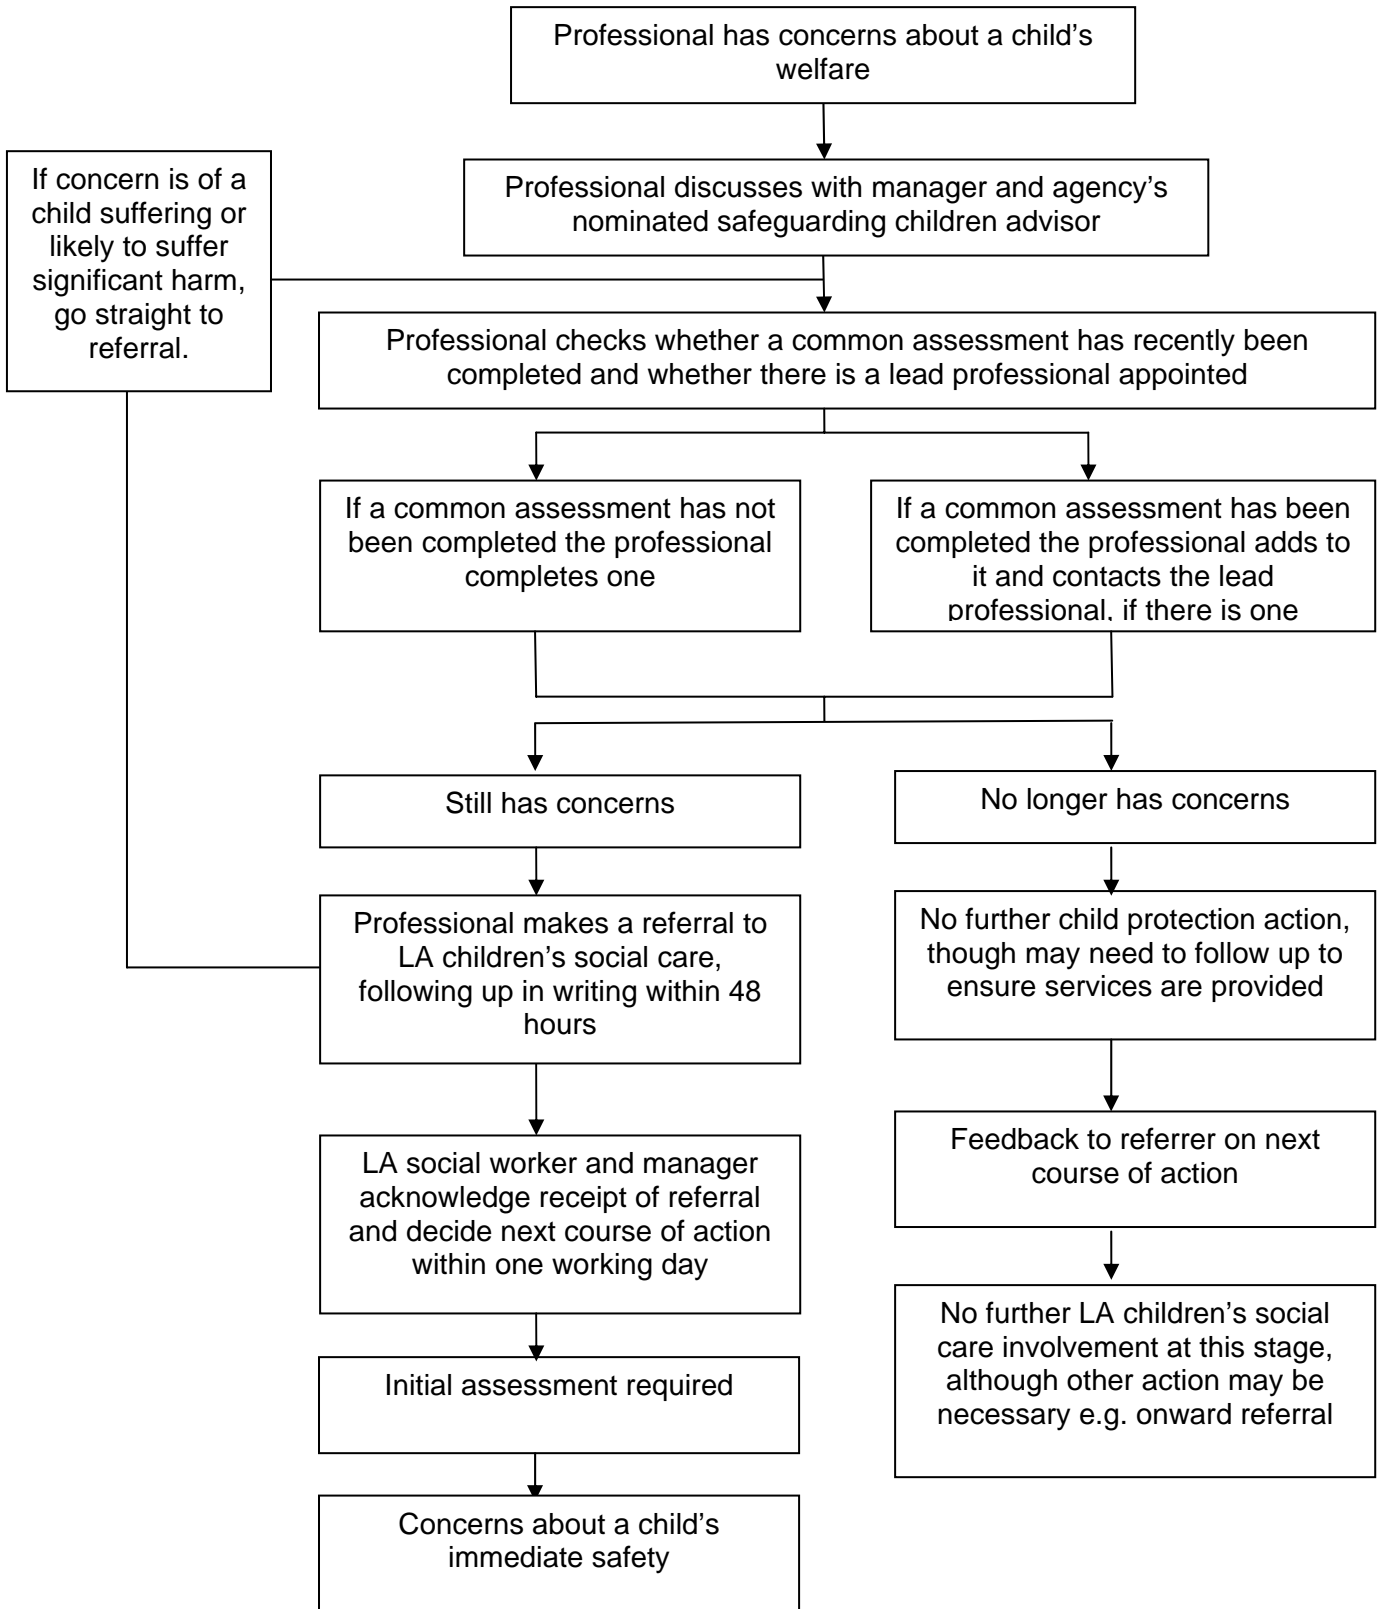 Professional has concerns about a child’s
welfare
If concern is of a
child suffering or
likely to suffer
significant harm,
go straight to
referral.
Professional discusses with manager and agency’s
nominated safeguarding children advisor
Professional checks whether a common assessment has recently been
completed and whether there is a lead professional appointed
If a common assessment has not
been completed the professional
completes one
If a common assessment has been
completed the professional adds to
it and contacts the lead
professional, if there is one
Still has concerns
No longer has concerns
Professional makes a referral to
LA children’s social care,
following up in writing within 48
hours
No further child protection action,
though may need to follow up to
ensure services are provided
LA social worker and manager
acknowledge receipt of referral
and decide next course of action
within one working day
Feedback to referrer on next
course of action
Initial assessment required
No further LA children’s social
care involvement at this stage,
although other action may be
necessary e.g. onward referral
Concerns about a child’s
immediate safety